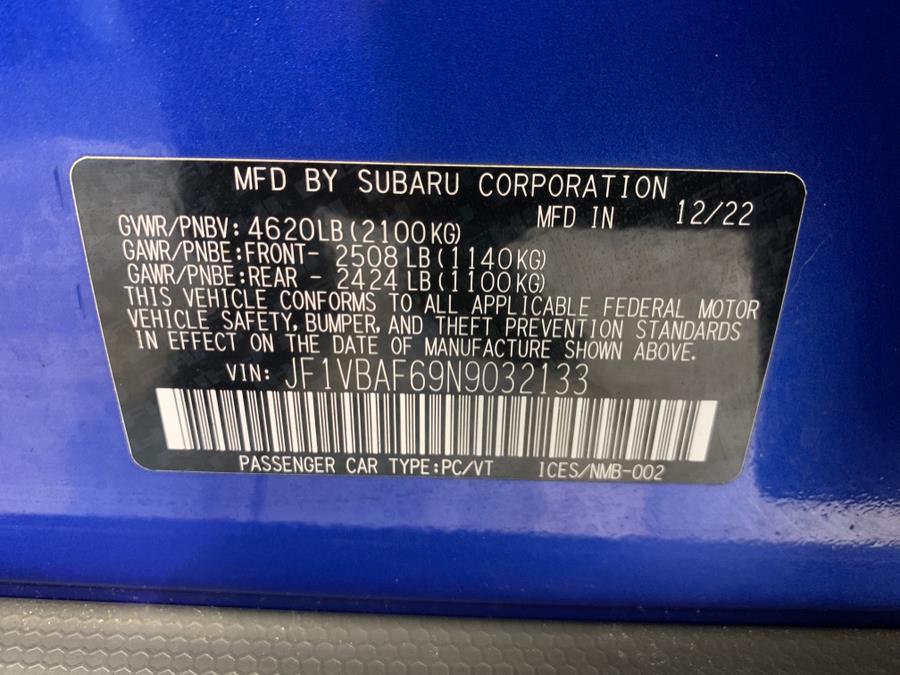 MFD BY SUBARU CORPORATION
MFD IN 12/22
GVWR/PNBV: 4620LB(2100KG)
GAWR/PNBE:FRONT- 2508 LB(1140KG)
GAWR/PNBE:REAR - 2424 LB(1100KG)
THIS VEHICLE CONFORMS TO ALL APPLICABLE FEDERAL MOTOR
VEHICLE SAFETY, BUMPER, AND THEFT PREVENTION STANDARDS
IN EFFECT ON THE DATE OF MANUFACTURE SHOWN ABOVE.
VIN: JF1VBAF69N9032133
PASSENGER CAR TYPE:PC/VT ICES/NMB-002